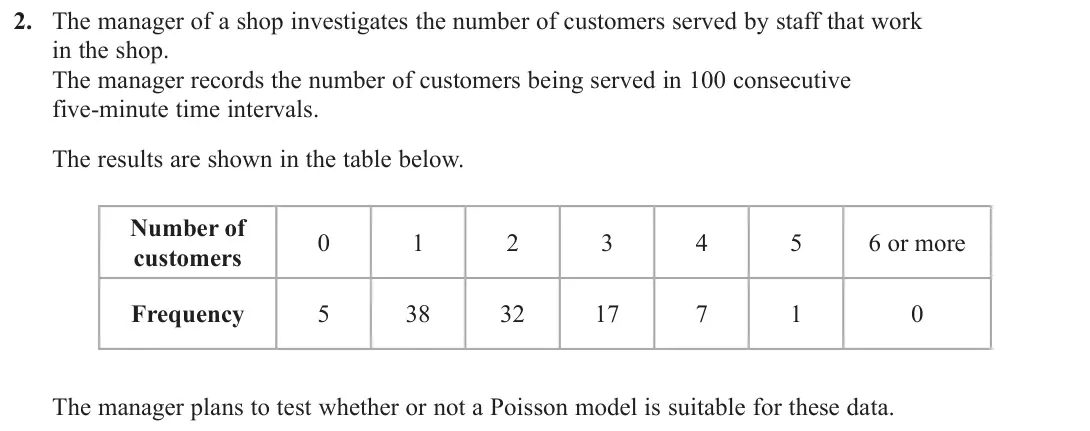 2. The manager of a shop investigates the number of customers served by staff that work
in the shop.
The manager records the number of customers being served in 100 consecutive
five-minute time intervals.
The results are shown in the table below.
Number of customers 0 1 2 3 4 5 6 or more
Frequency 5 38 32 17 7 1 0
The manager plans to test whether or not a Poisson model is suitable for these data.